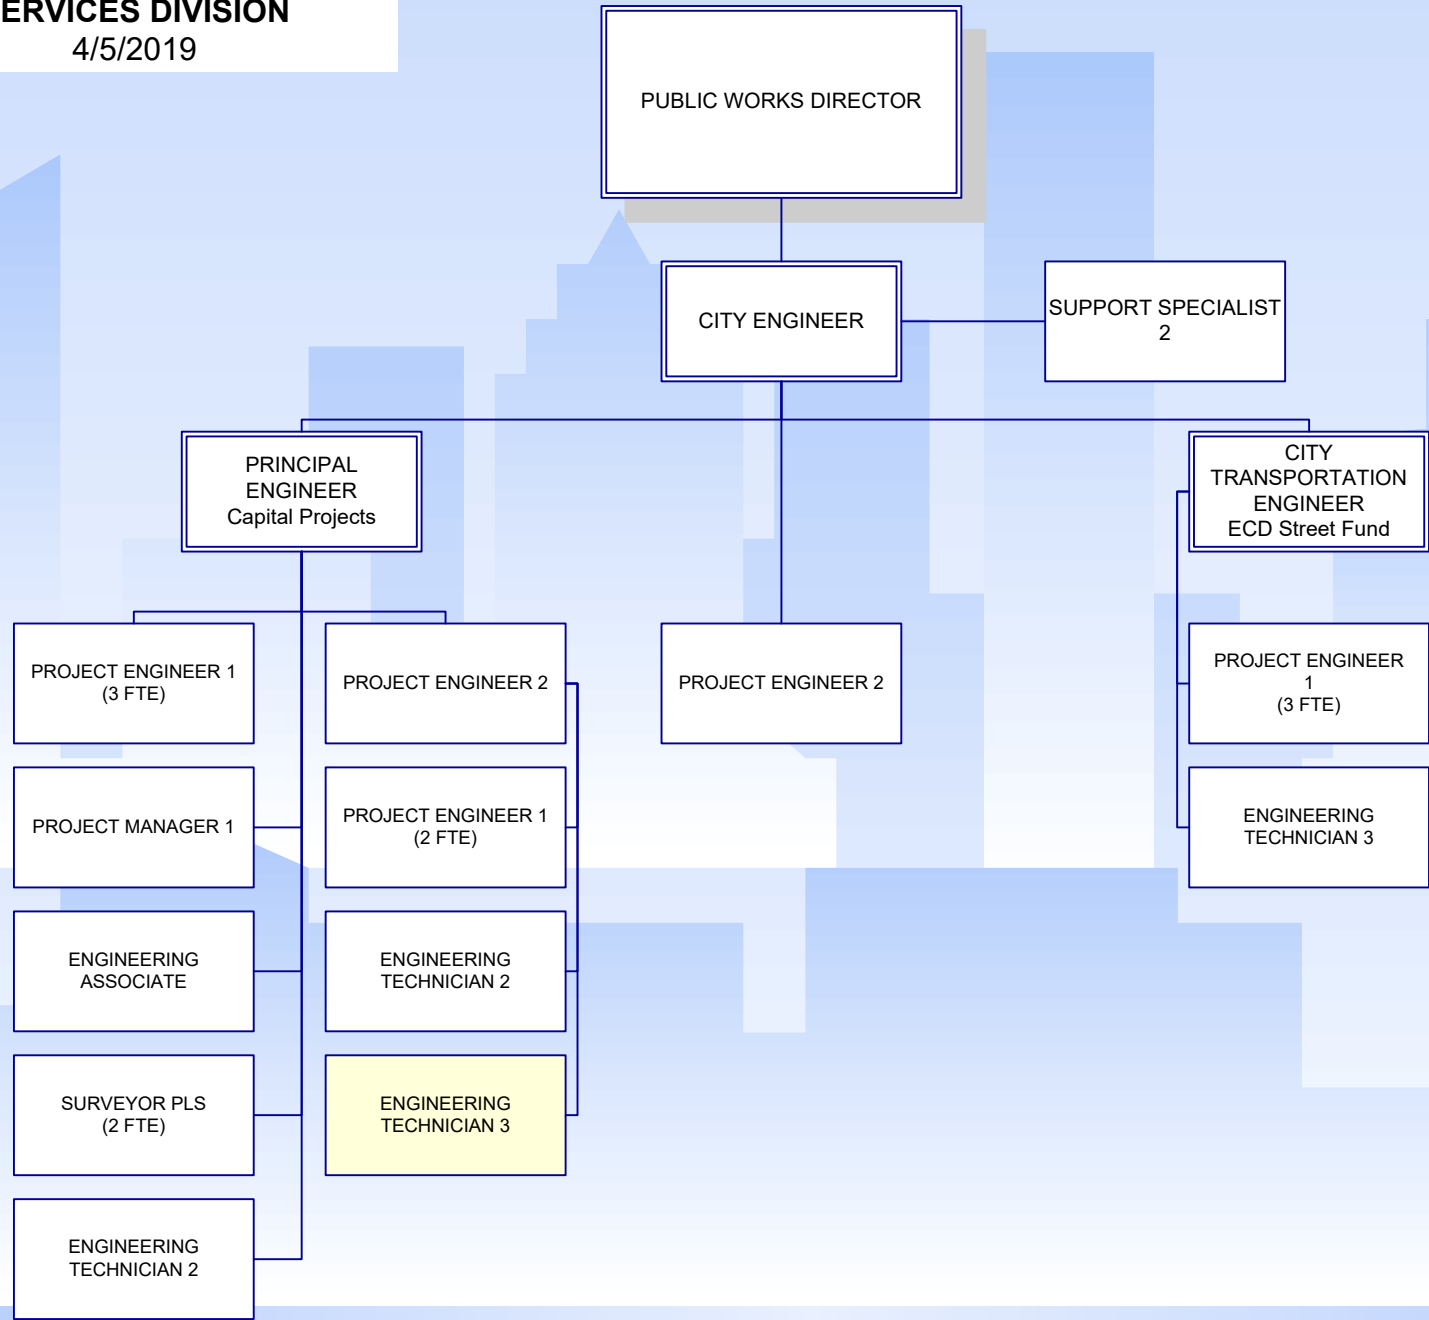 SERVICES DIVISION
4/5/2019
PUBLIC WORKS DIRECTOR
CITY ENGINEER
SUPPORT SPECIALIST
2
PRINCIPAL
ENGINEER
Capital Projects
CITY
TRANSPORTATION
ENGINEER
ECD Street Fund
PROJECT ENGINEER 1
(3 FTE)
PROJECT ENGINEER 2
PROJECT ENGINEER 2
PROJECT ENGINEER
1
(3 FTE)
PROJECT MANAGER 1
PROJECT ENGINEER 1
(2 FTE)
ENGINEERING
TECHNICIAN 3
ENGINEERING
ASSOCIATE
ENGINEERING
TECHNICIAN 2
SURVEYOR PLS
(2 FTE)
ENGINEERING
TECHNICIAN 3
ENGINEERING
TECHNICIAN 2